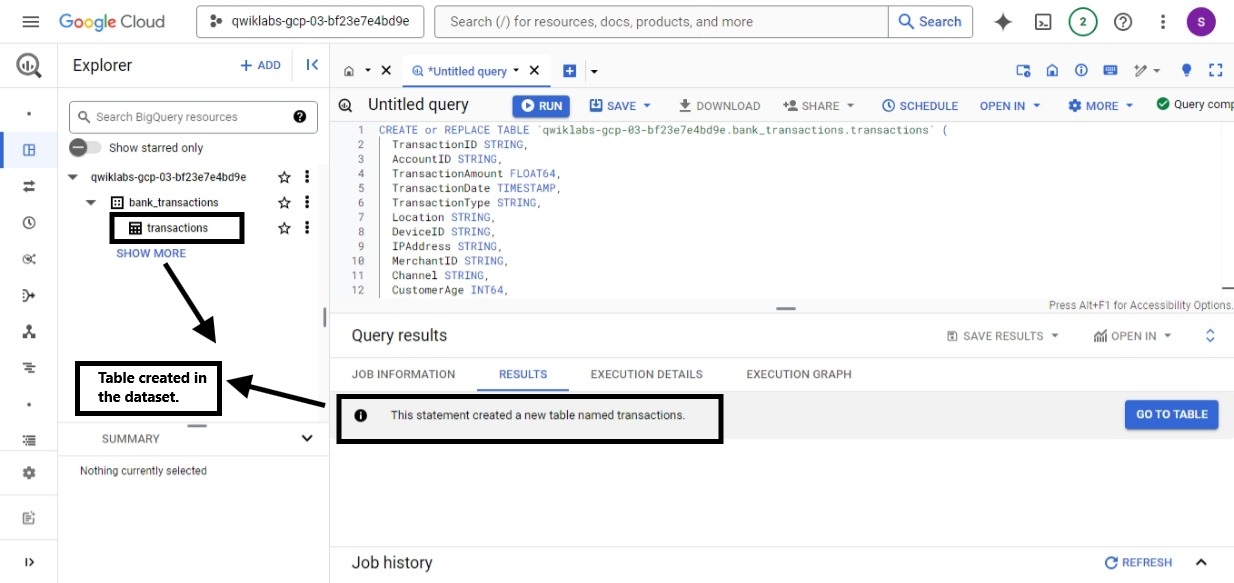 Google Cloud
qwiklabs-gcp-03-bf23e7e4bd9e
Search (/) for resources, docs, products, and more
Search
2
S
Explorer
+ ADD
*Untitled query
Search BigQuery resources
Show starred only
qwiklabs-gcp-03-bf23e7e4bd9e
bank_transactions
transactions
SHOW MORE
Table created in
the dataset.
SUMMARY
Nothing currently selected
Untitled query
RUN
SAVE
DOWNLOAD
SHARE
SCHEDULE
OPEN IN
MORE
Query comp
1 CREATE or REPLACE TABLE `qwiklabs-gcp-03-bf23e7e4bd9e.bank_transactions.transactions` (
2 TransactionID STRING,
3 AccountID STRING,
4 TransactionAmount FLOAT64,
5 TransactionDate TIMESTAMP,
6 TransactionType STRING,
7 Location STRING,
8 DeviceID STRING,
9 IPAddress STRING,
10 MerchantID STRING,
11 Channel STRING,
12 CustomerAge INT64,
Press Alt+F1 for Accessibility Options.
Query results
SAVE RESULTS
OPEN IN
JOB INFORMATION
RESULTS
EXECUTION DETAILS
EXECUTION GRAPH
This statement created a new table named transactions.
GO TO TABLE
Job history
REFRESH